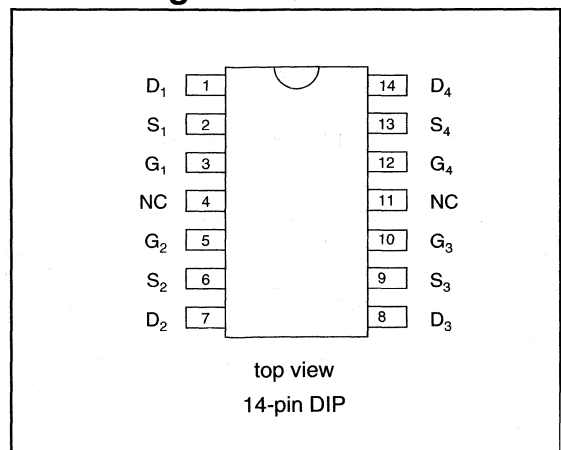 D₁ 1 14 D₄
S₁ 2 13 S₄
G₁ 3 12 G₄
NC 4 11 NC
G₂ 5 10 G₃
S₂ 6 9 S₃
D₂ 7 8 D₃
top view
14-pin DIP